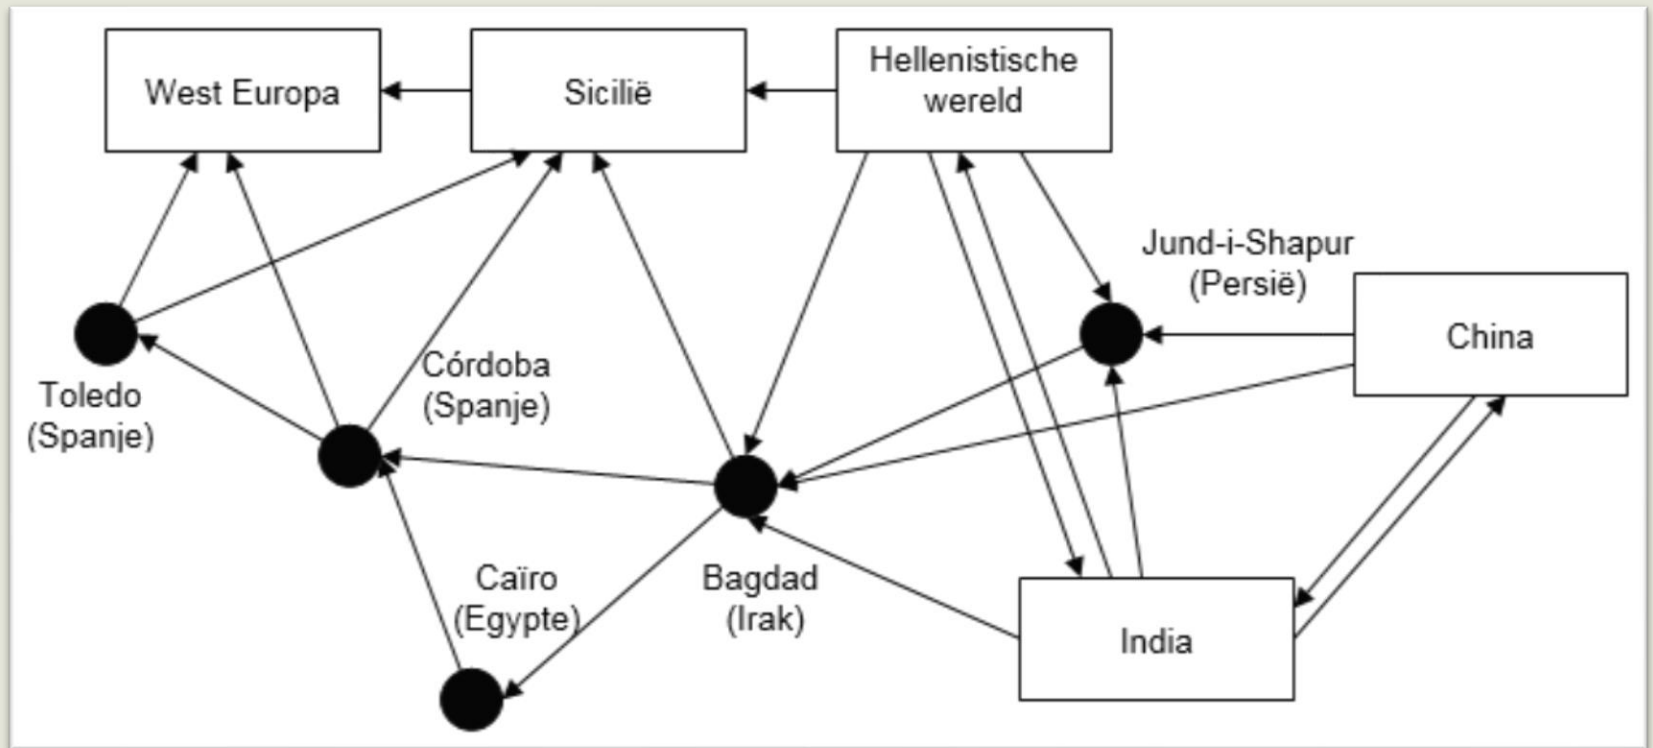 West Europa
Sicilië
Hellenistische
wereld
Jund-i-Shapur
(Persië)
China
Córdoba
(Spanje)
Toledo
(Spanje)
Caïro
(Egypte)
Bagdad
(Irak)
India